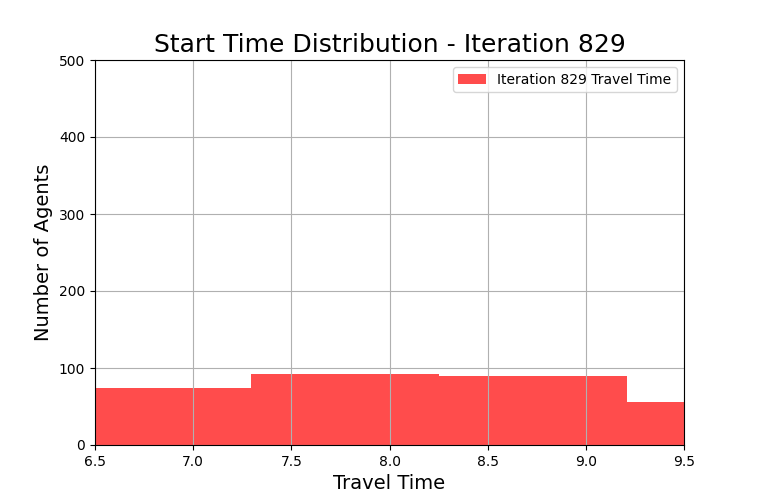 Start Time Distribution - Iteration 829
Iteration 829 Travel Time
Number of Agents
500
400
300
200
100
0
6.5 7.0 7.5 8.0 8.5 9.0 9.5
Travel Time